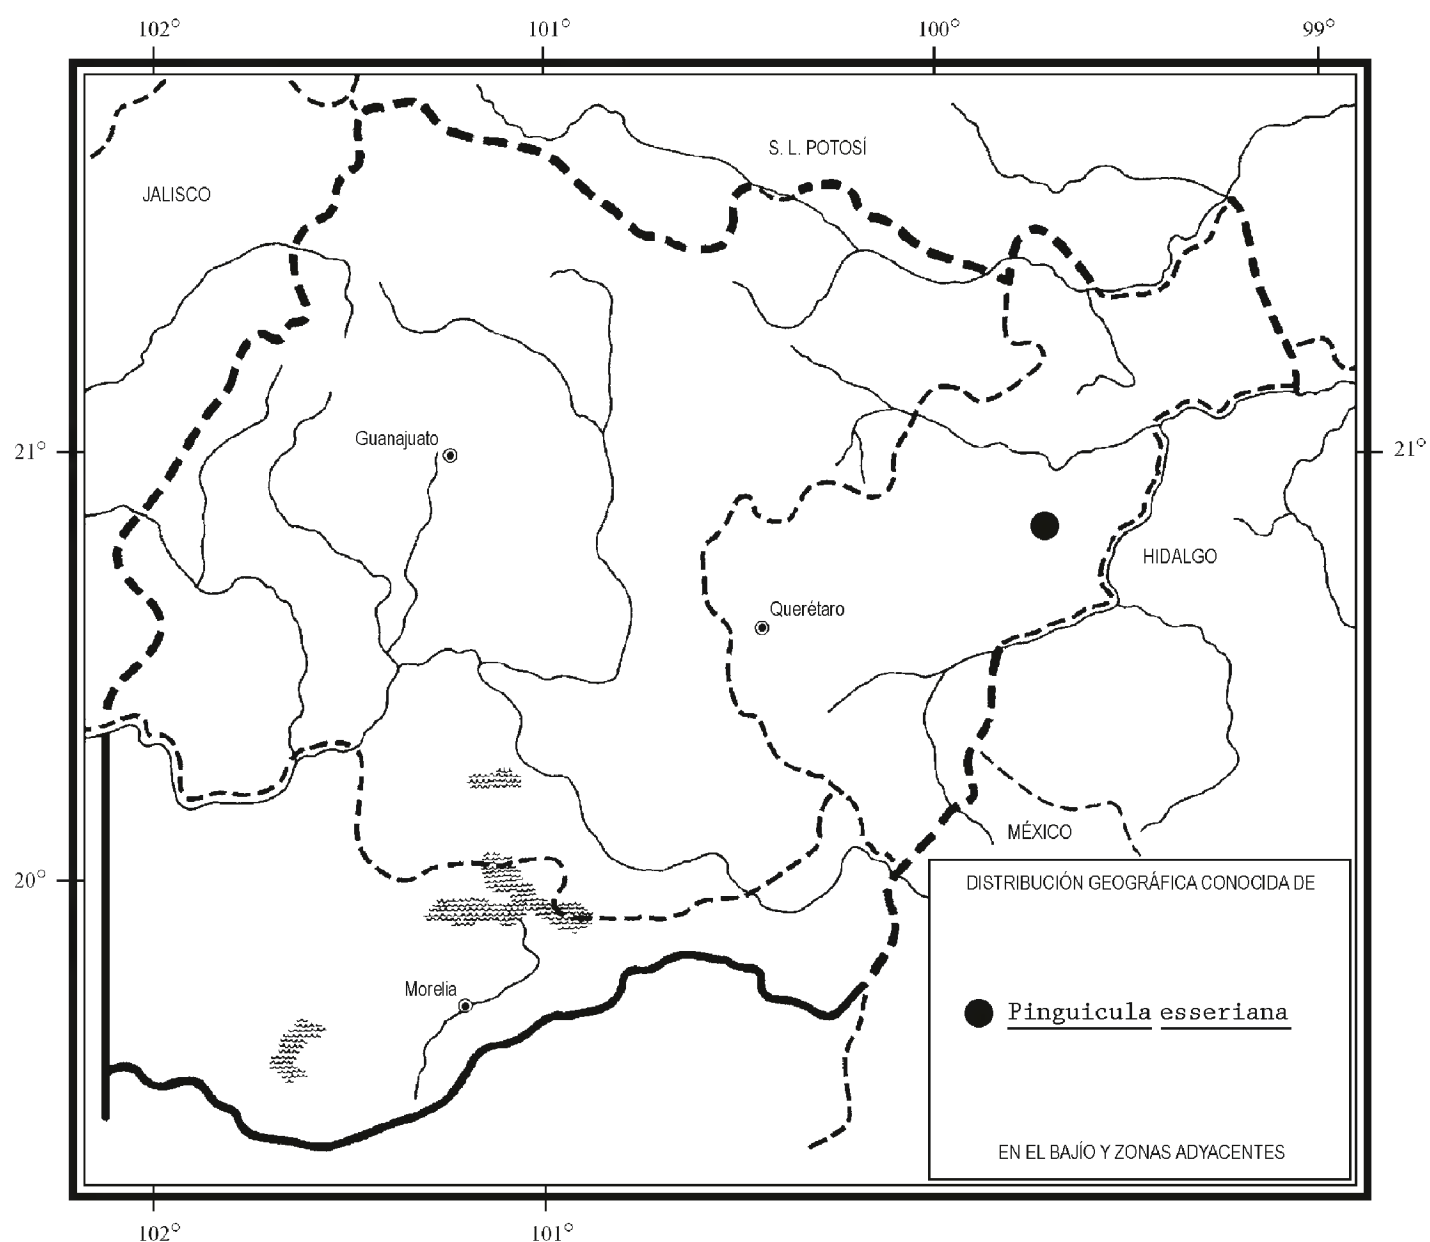 102° 101° 100° 99°
S. L. POTOSÍ
JALISCO
Guanajuato
21° 21°
HIDALGO
Querétaro
MÉXICO
20°
DISTRIBUCIÓN GEOGRÁFICA CONOCIDA DE
Morelia
Pinguicula esseriana
EN EL BAJÍO Y ZONAS ADYACENTES
102° 101°